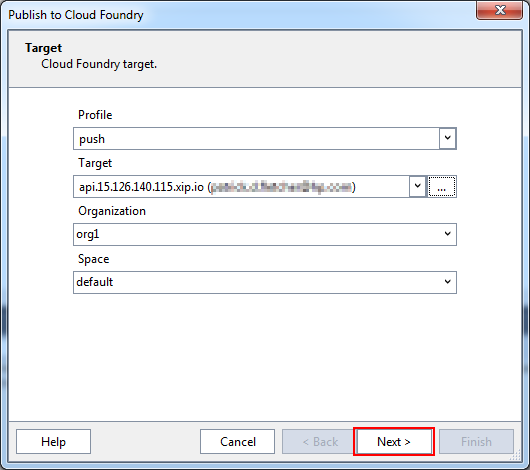 Publish to Cloud Foundry
Target
Cloud Foundry target.
Profile
push
Target
api.15.126.140.115.xip.io ( )
...
Organization
org1
Space
default
Help
Cancel
< Back
Next >
Finish